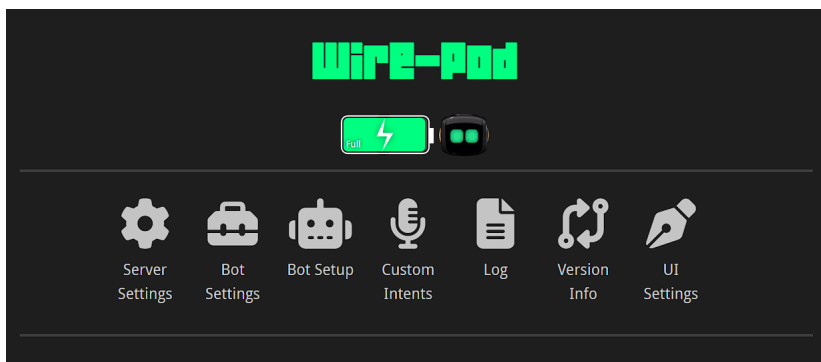 Wire-Pod
Full
Server
Settings
Bot
Settings
Bot Setup
Custom
Intents
Log
Version
Info
UI
Settings